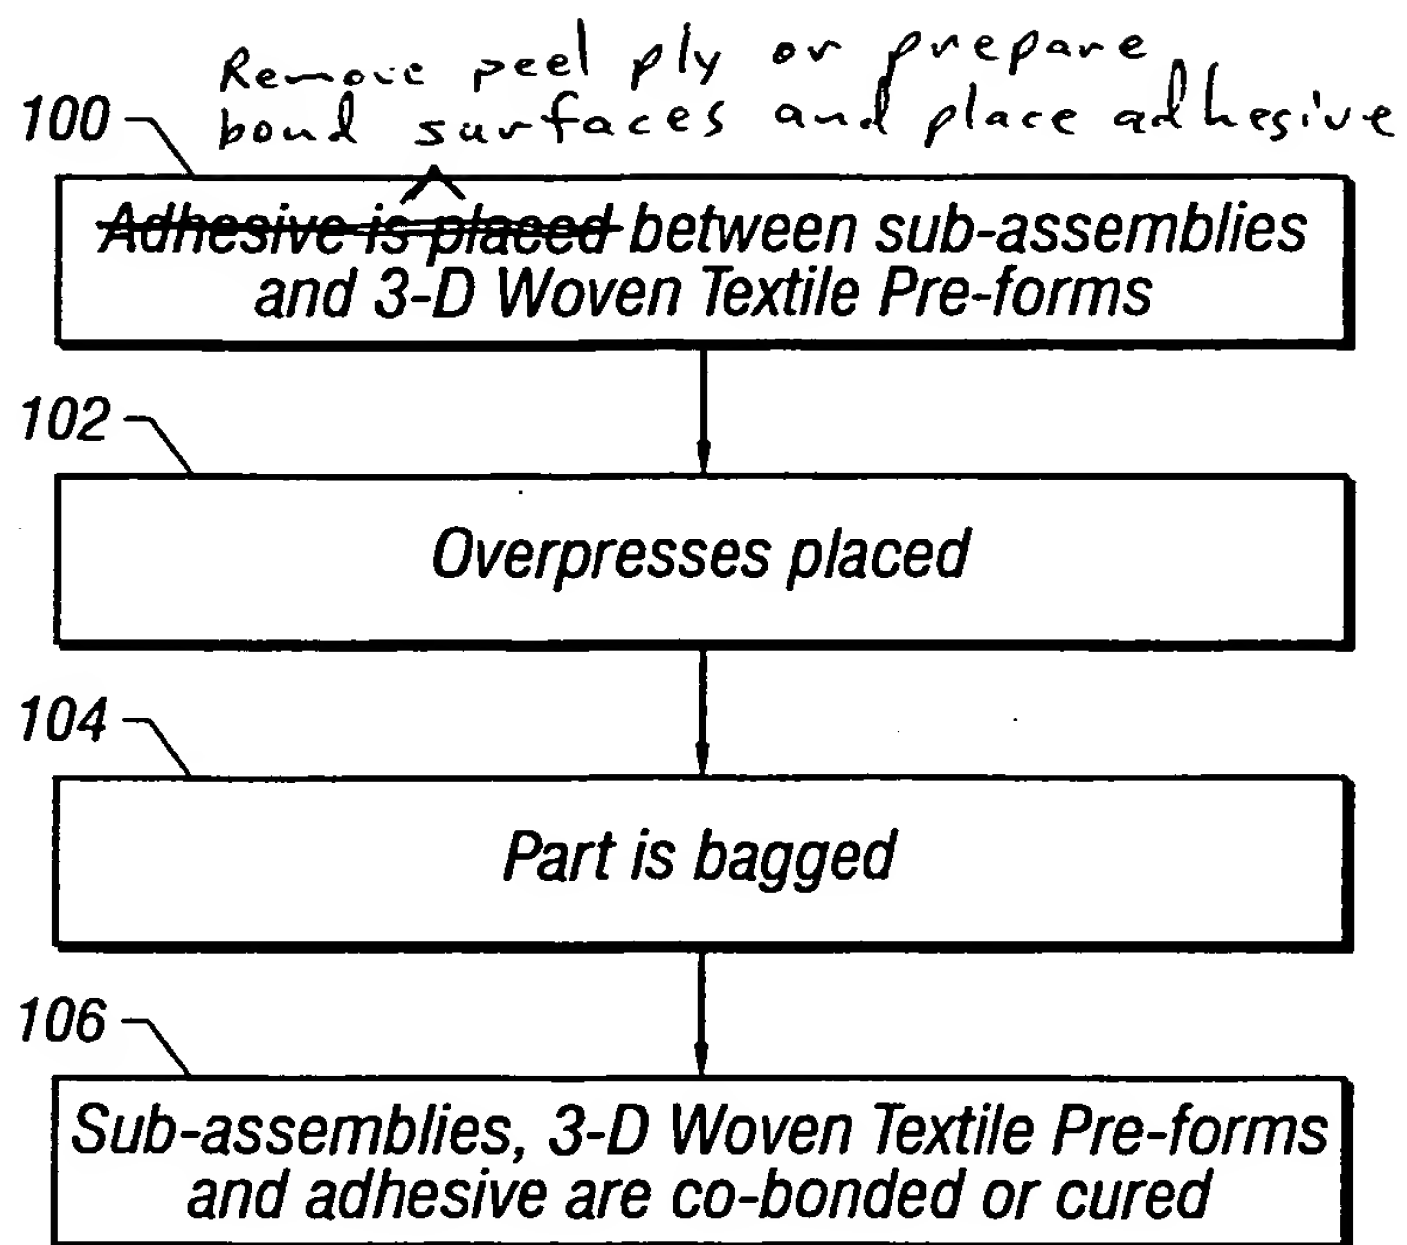 Remove peel ply or prepare
bond surfaces and place adhesive
100
Adhesive is placed between sub-assemblies
and 3-D Woven Textile Pre-forms
102
Overpresses placed
104
Part is bagged
106
Sub-assemblies, 3-D Woven Textile Pre-forms
and adhesive are co-bonded or cured